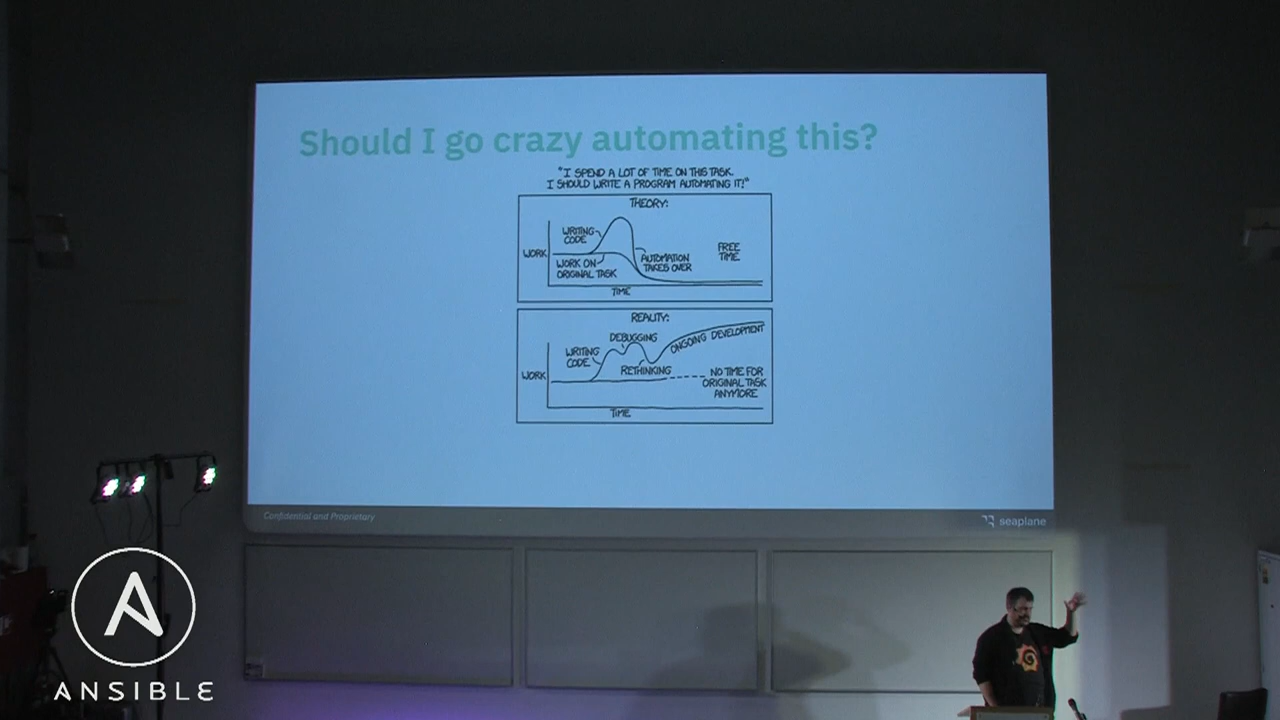 Should I go crazy automating this?
"I SPEND A LOT OF TIME ON THIS TASK.
I SHOULD WRITE A PROGRAM AUTOMATING IT!"
THEORY:
WRITING
CODE
WORK
WORK ON
ORIGINAL TASK
AUTOMATION
TAKES OVER
FREE
TIME
TIME
REALITY:
WRITING
CODE
DEBUGGING
RETHINKING
ONGOING DEVELOPMENT
WORK
NO TIME FOR
ORIGINAL TASK
ANYMORE
TIME
Confidential and Proprietary
seaplane
ANSIBLE